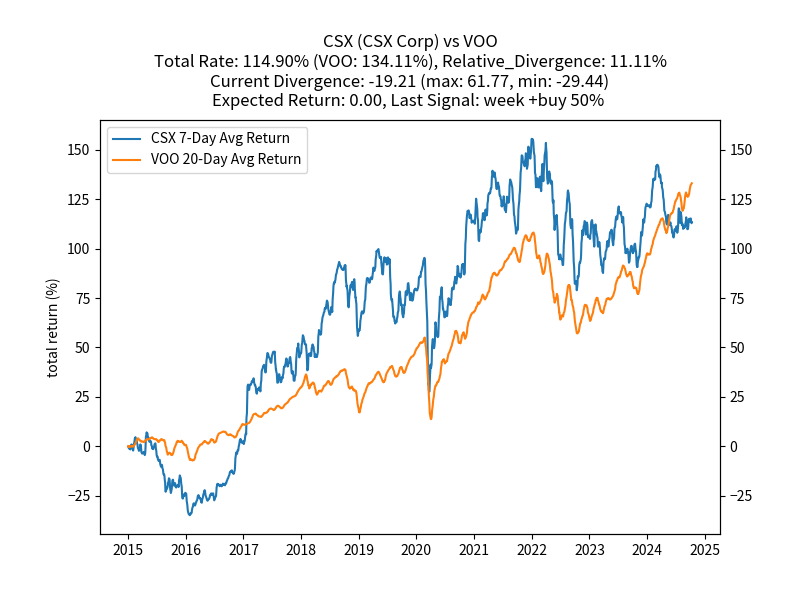 CSX (CSX Corp) vs VOO
Total Rate: 114.90% (VOO: 134.11%), Relative_Divergence: 11.11%
Current Divergence: -19.21 (max: 61.77, min: -29.44)
Expected Return: 0.00, Last Signal: week +buy 50%
CSX 7-Day Avg Return
VOO 20-Day Avg Return
total return (%)
150
125
100
75
50
25
0
−25
150
125
100
75
50
25
0
−25
2015 2016 2017 2018 2019 2020 2021 2022 2023 2024 2025